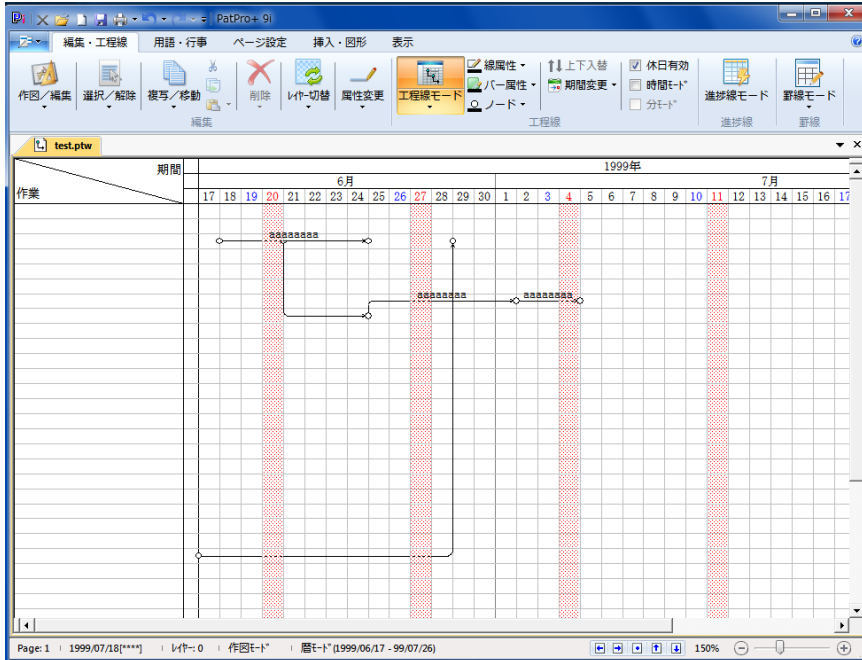 PatPro+ 9i
編集・工程線 用語・行事 ページ設定 挿入・図形 表示
作図／編集 選択／解除 複写／移動 削除 ﾚｲﾔｰ切替 属性変更 工程線モード 線属性 上下入替 休日有効 進捗線モード 罫線モード
バー属性 期間変更 時間ﾓｰﾄﾞ
ノード 分ﾓｰﾄﾞ
編集 工程線 進捗線 罫線
test.ptw
期間 1999年
6月 7月
作業 17 18 19 20 21 22 23 24 25 26 27 28 29 30 1 2 3 4 5 6 7 8 9 10 11 12 13 14 15 16 17
aaaaaaaa
aaaaaaaa aaaaaaaa
Page: 1 1999/07/18[****] ﾚｲﾔｰ: 0 作図ﾓｰﾄﾞ 暦ﾓｰﾄﾞ(1999/06/17 - 99/07/26) 150%